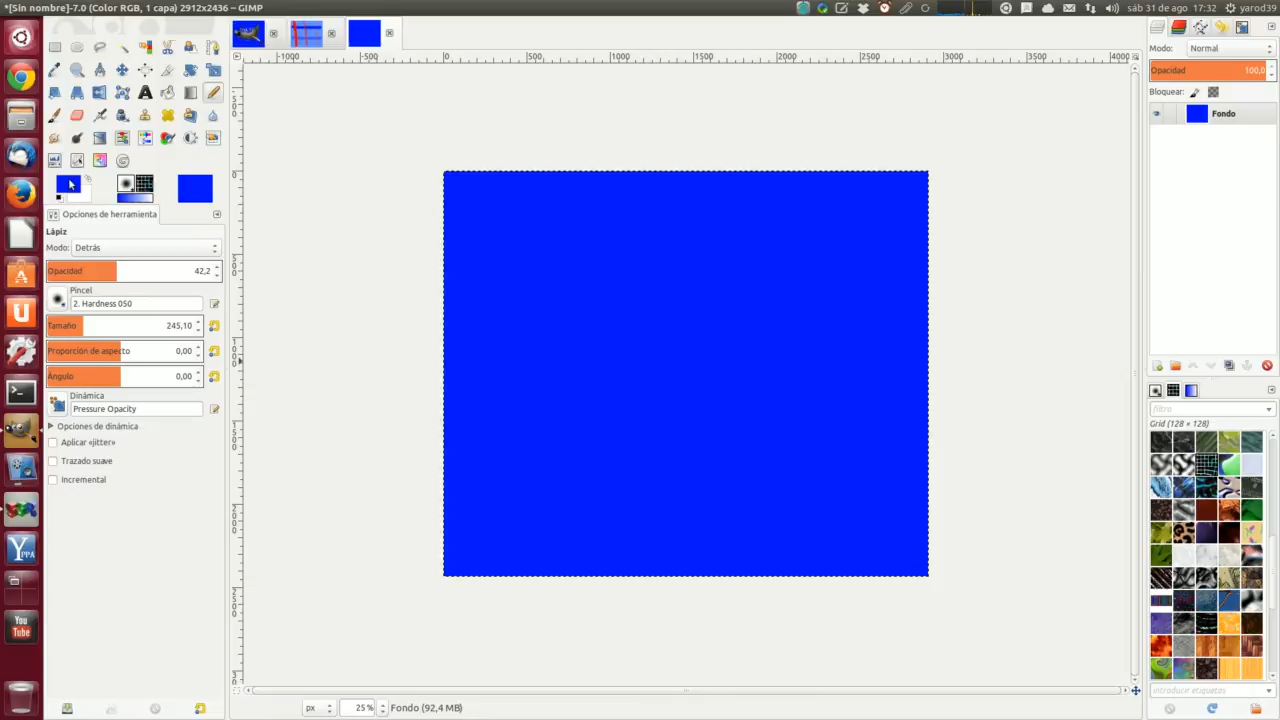 *[Sin nombre]-7.0 (Color RGB, 1 capa) 2912x2436 – GIMP
sáb 31 de ago 17:32
yarod39
-1000
-500
0
500
1000
1500
2000
2500
3000
3500
4000
Modo:
Normal
Opacidad
100,0
Bloquear:
Fondo
Opciones de herramienta
Lápiz
Modo:
Detrás
Opacidad
42,2
Pincel
2. Hardness 050
Tamaño
245,10
Proporción de aspecto
0,00
Ángulo
0,00
Dinámica
Pressure Opacity
Opciones de dinámica
Aplicar «jitter»
Trazado suave
Incremental
filtro
Grid (128 × 128)
introducir etiquetas
YPPA
You
Tube
px
25 %
Fondo (92,4 MB)